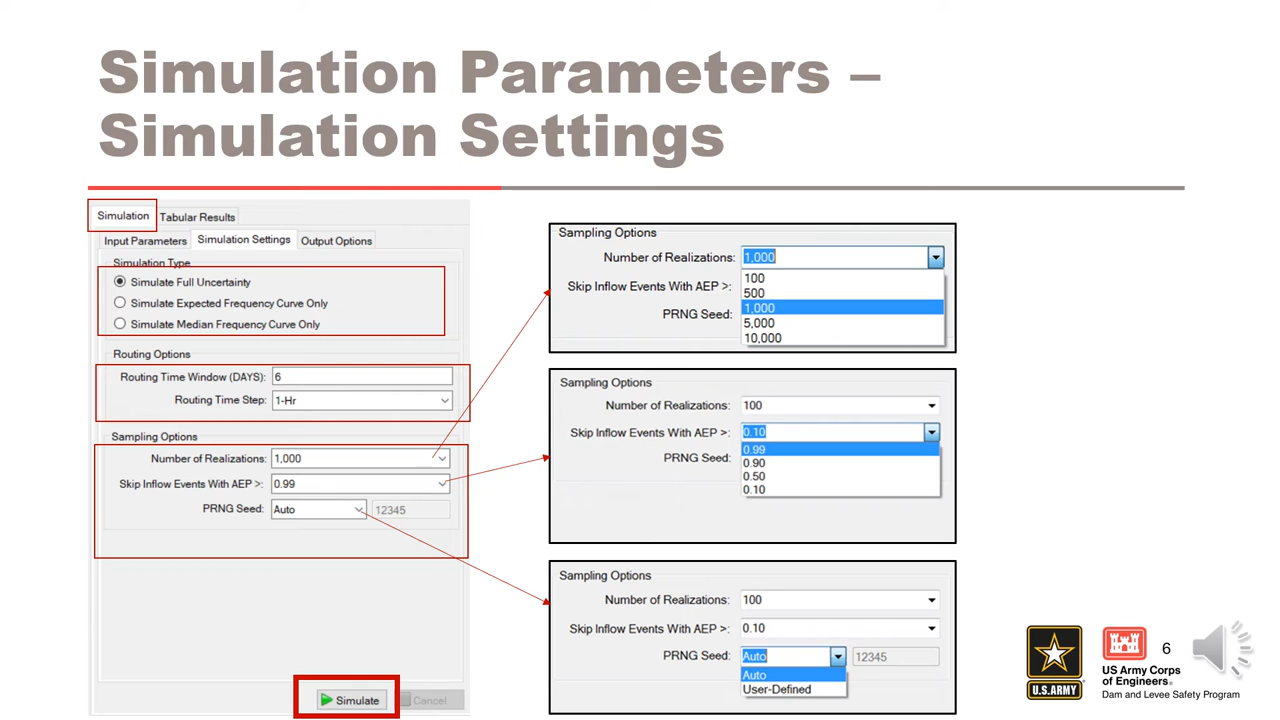 Simulation Parameters –
Simulation Settings
Simulation
Tabular Results
Input Parameters
Simulation Settings
Output Options
Simulation Type
Simulate Full Uncertainty
Simulate Expected Frequency Curve Only
Simulate Median Frequency Curve Only
Routing Options
Routing Time Window (DAYS): 6
Routing Time Step: 1-Hr
Sampling Options
Number of Realizations: 1,000
Skip Inflow Events With AEP >: 0.99
PRNG Seed: Auto 12345
Simulate
Cancel
Sampling Options
Number of Realizations: 1,000
100
Skip Inflow Events With AEP >:
500
1,000
PRNG Seed:
5,000
10,000
Sampling Options
Number of Realizations: 100
Skip Inflow Events With AEP >: 0.10
0.99
PRNG Seed:
0.90
0.50
0.10
Sampling Options
Number of Realizations: 100
Skip Inflow Events With AEP >: 0.10
PRNG Seed: Auto 12345
Auto
User-Defined
U.S.ARMY
US Army Corps
of Engineers®
Dam and Levee Safety Program
6